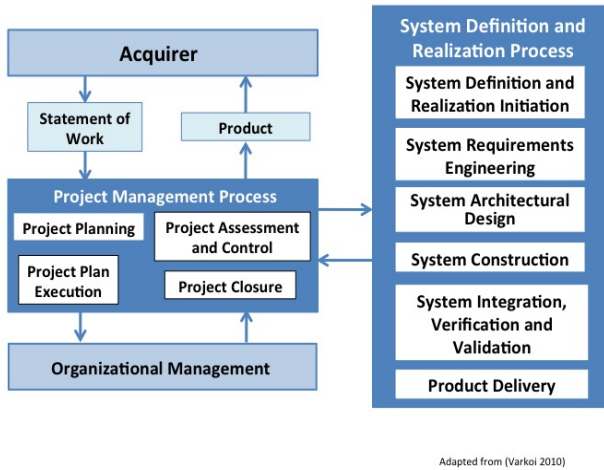 Acquirer
Statement of
Work
Product
Project Management Process
Project Planning
Project Assessment
and Control
Project Plan
Execution
Project Closure
Organizational Management
System Definition and
Realization Process
System Definition and
Realization Initiation
System Requirements
Engineering
System Architectural
Design
System Construction
System Integration,
Verification and
Validation
Product Delivery
Adapted from (Varkoi 2010)